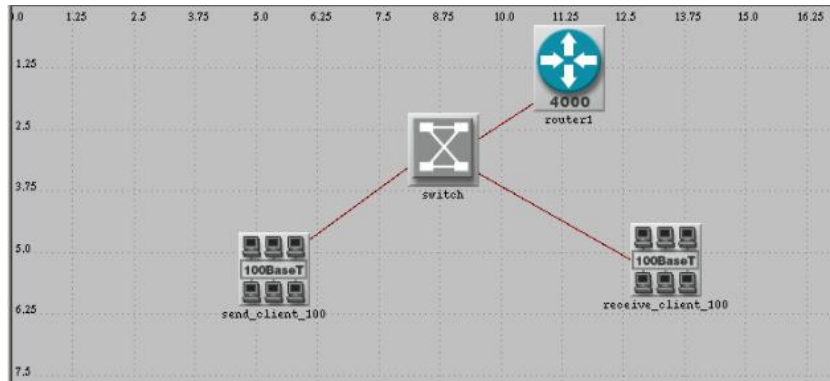 0.0 1.25 2.5 3.75 5.0 6.25 7.5 8.75 10.0 11.25 12.5 13.75 15.0 16.25
1.25
4000
router1
2.5
3.75
switch
5.0
100BaseT
100BaseT
6.25
send_client_100
receive_client_100
7.5